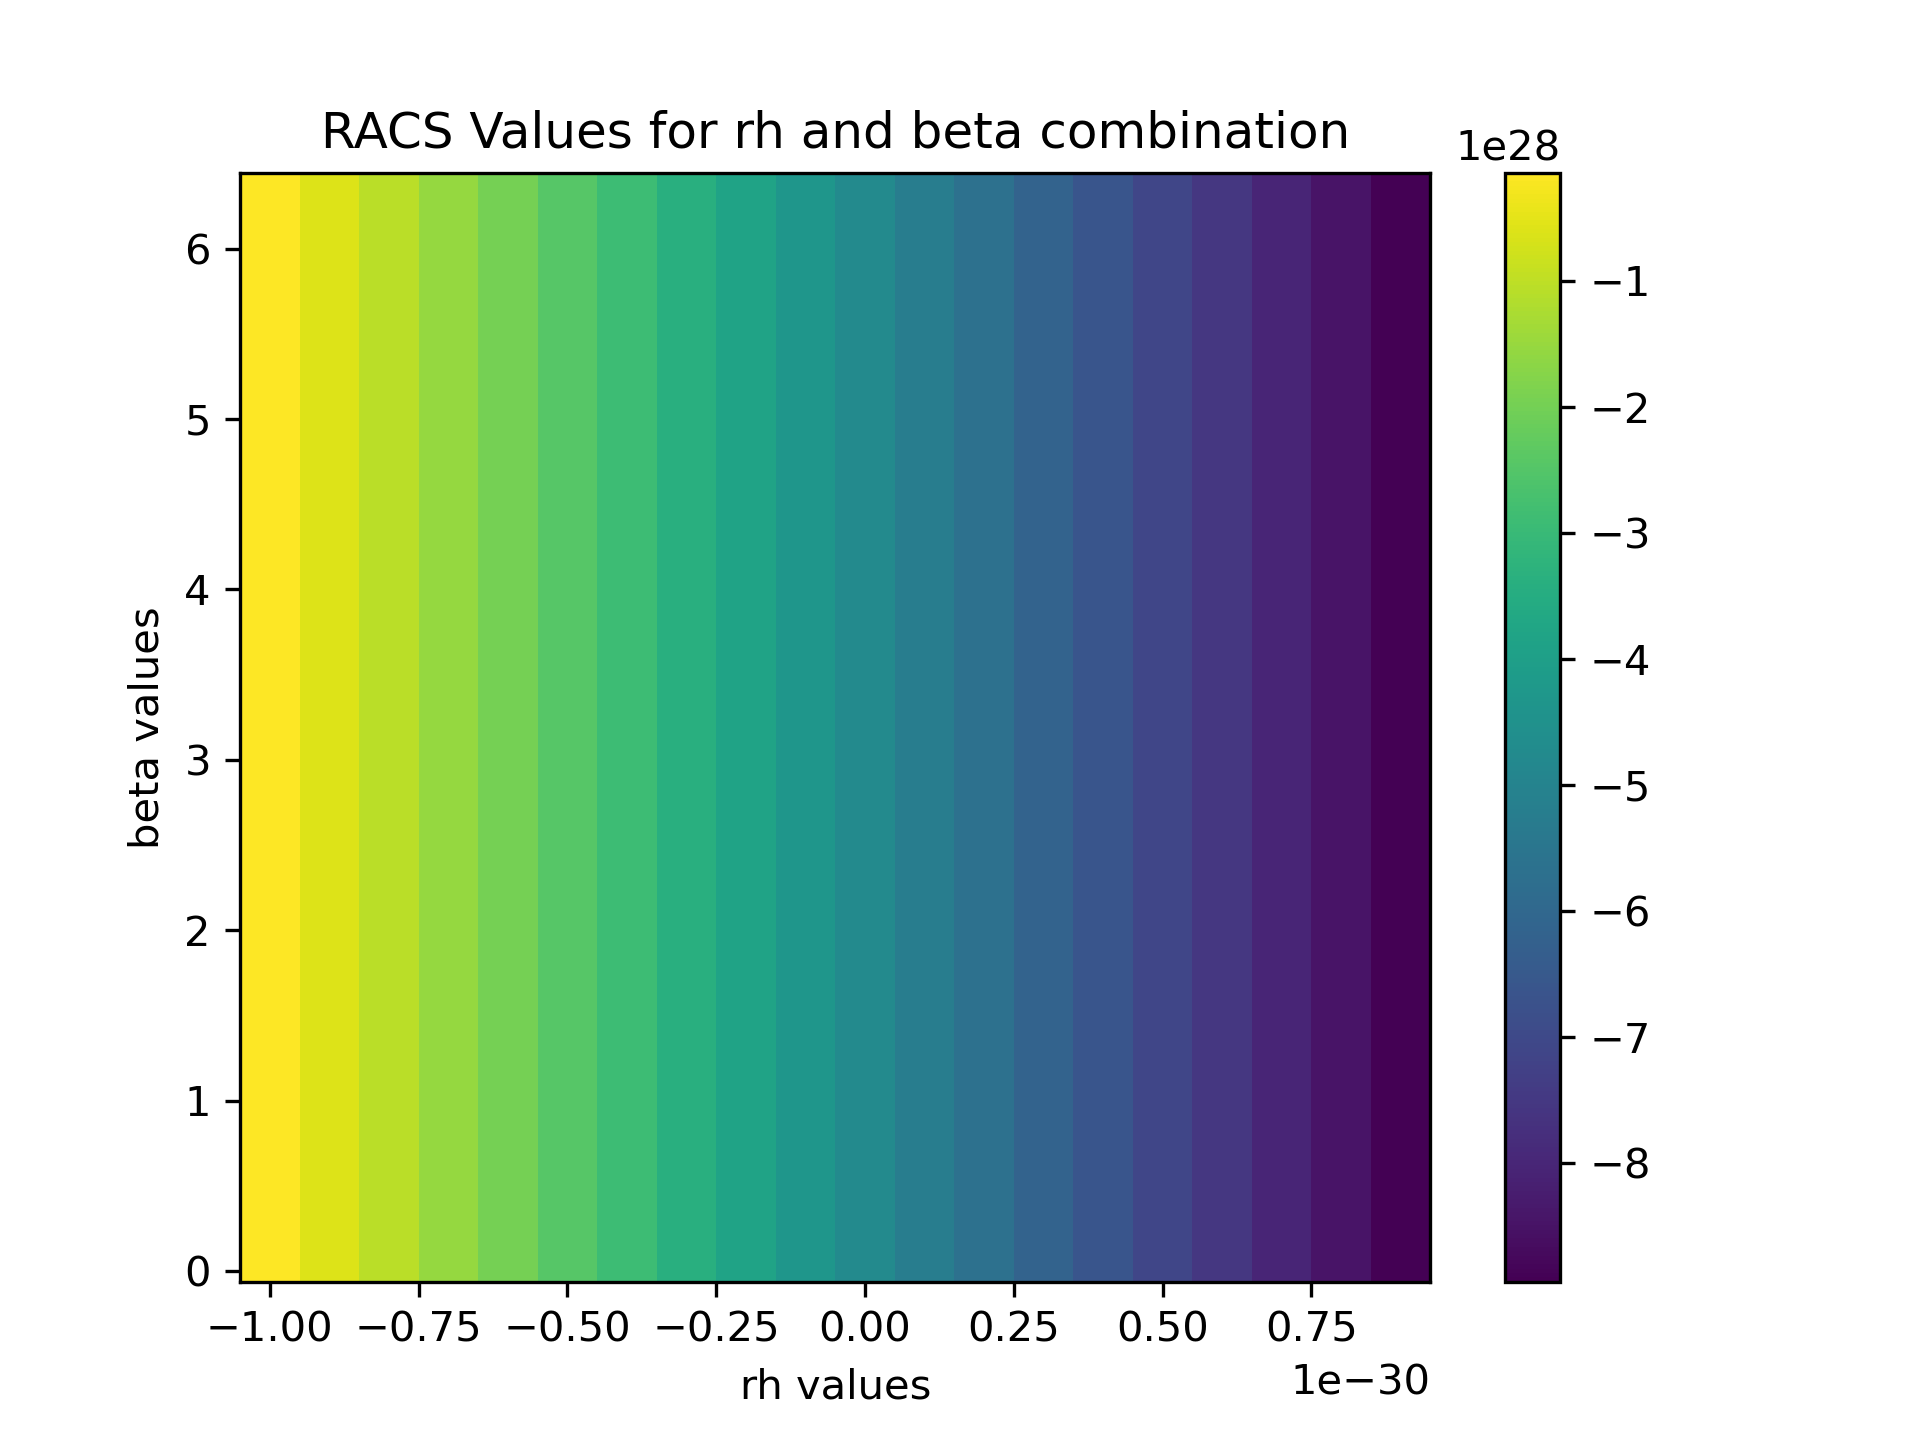 RACS Values for rh and beta combination
1e28
6
5
4
3
2
1
0
beta values
−1.00 −0.75 −0.50 −0.25 0.00 0.25 0.50 0.75
1e−30
rh values
−1
−2
−3
−4
−5
−6
−7
−8